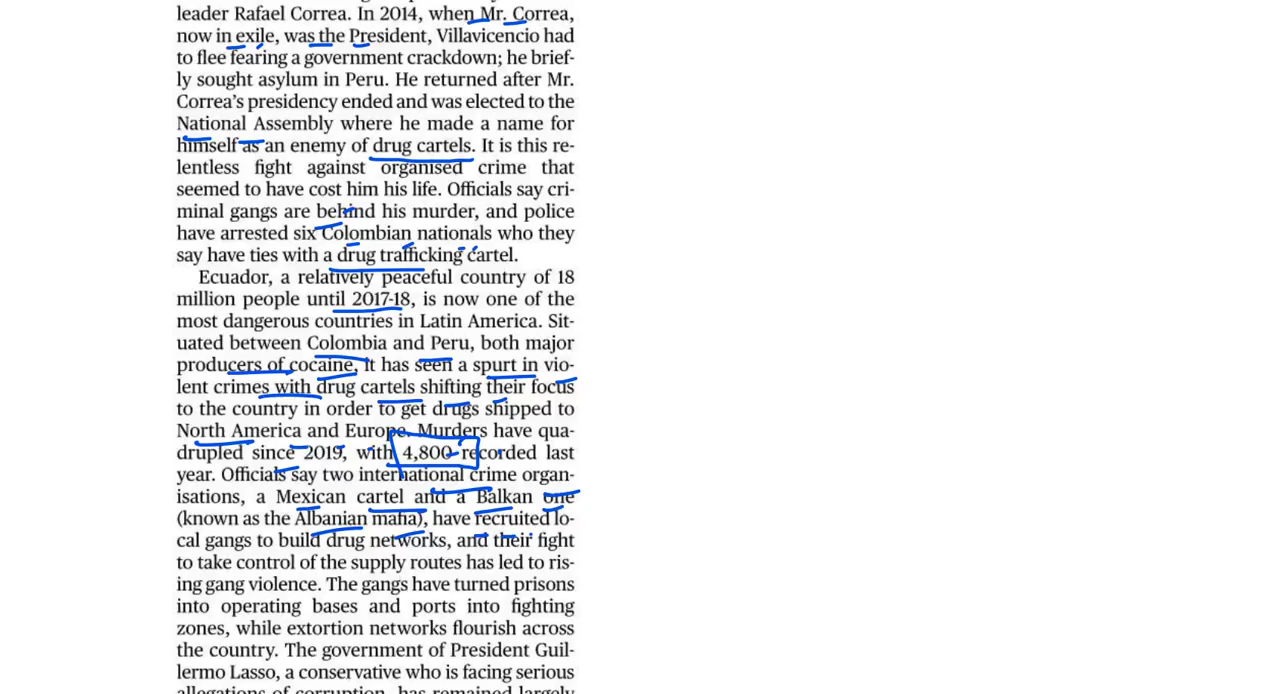 leader Rafael Correa. In 2014, when Mr. Correa,
now in exile, was the President, Villavicencio had
to flee fearing a government crackdown; he brief-
ly sought asylum in Peru. He returned after Mr.
Correa's presidency ended and was elected to the
National Assembly where he made a name for
himself as an enemy of drug cartels. It is this re-
lentless fight against organised crime that
seemed to have cost him his life. Officials say cri-
minal gangs are behind his murder, and police
have arrested six Colombian nationals who they
say have ties with a drug trafficking cartel.
Ecuador, a relatively peaceful country of 18
million people until 2017-18, is now one of the
most dangerous countries in Latin America. Sit-
uated between Colombia and Peru, both major
producers of cocaine, it has seen a spurt in vio-
lent crimes with drug cartels shifting their focus
to the country in order to get drugs shipped to
North America and Europe. Murders have qua-
drupled since 2019, with 4,800 recorded last
year. Officials say two international crime organ-
isations, a Mexican cartel and a Balkan one
(known as the Albanian mafia), have recruited lo-
cal gangs to build drug networks, and their fight
to take control of the supply routes has led to ris-
ing gang violence. The gangs have turned prisons
into operating bases and ports into fighting
zones, while extortion networks flourish across
the country. The government of President Guil-
lermo Lasso, a conservative who is facing serious
allegations of corruption, has remained largely